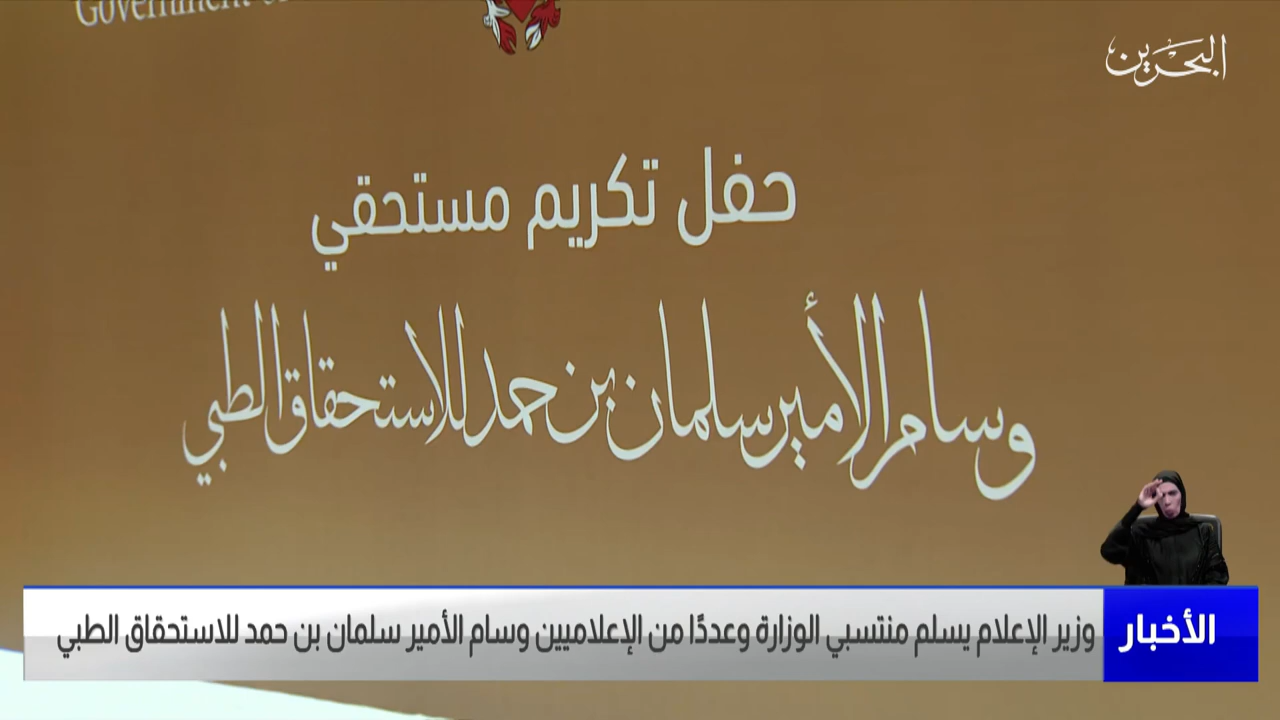 Government
البحرين
حفل تكريم مستحقي
وسام الأمير سلمان بن حمد للاستحقاق الطبي
الأخبار
وزير الإعلام يسلم منتسبي الوزارة وعددًا من الإعلاميين وسام الأمير سلمان بن حمد للاستحقاق الطبي